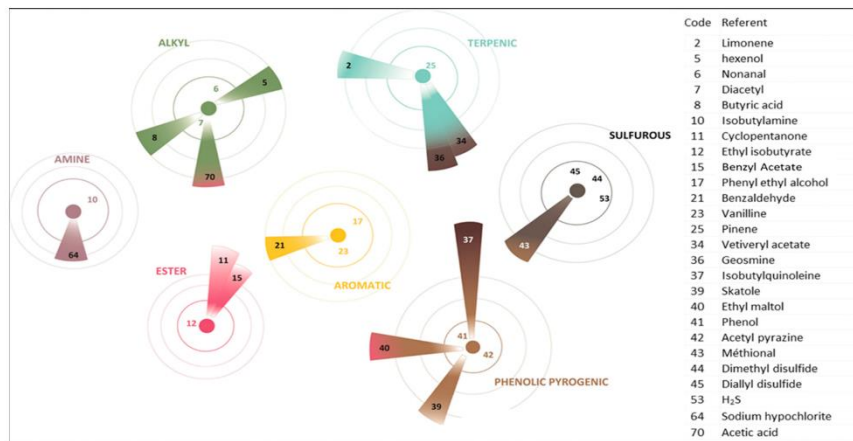 ALKYL
6
5
7
8
70
TERPENIC
2
25
34
36
SULFUROUS
45
44
53
43
AMINE
10
64
ESTER
11
15
12
AROMATIC
17
21
23
PHENOLIC PYROGENIC
37
41
42
40
39
Code Referent
2 Limonene
5 hexenol
6 Nonanal
7 Diacetyl
8 Butyric acid
10 Isobutylamine
11 Cyclopentanone
12 Ethyl isobutyrate
15 Benzyl Acetate
17 Phenyl ethyl alcohol
21 Benzaldehyde
23 Vanilline
25 Pinene
34 Vetiveryl acetate
36 Geosmine
37 Isobutylquinoleine
39 Skatole
40 Ethyl maltol
41 Phenol
42 Acetyl pyrazine
43 Méthional
44 Dimethyl disulfide
45 Diallyl disulfide
53 H₂S
64 Sodium hypochlorite
70 Acetic acid